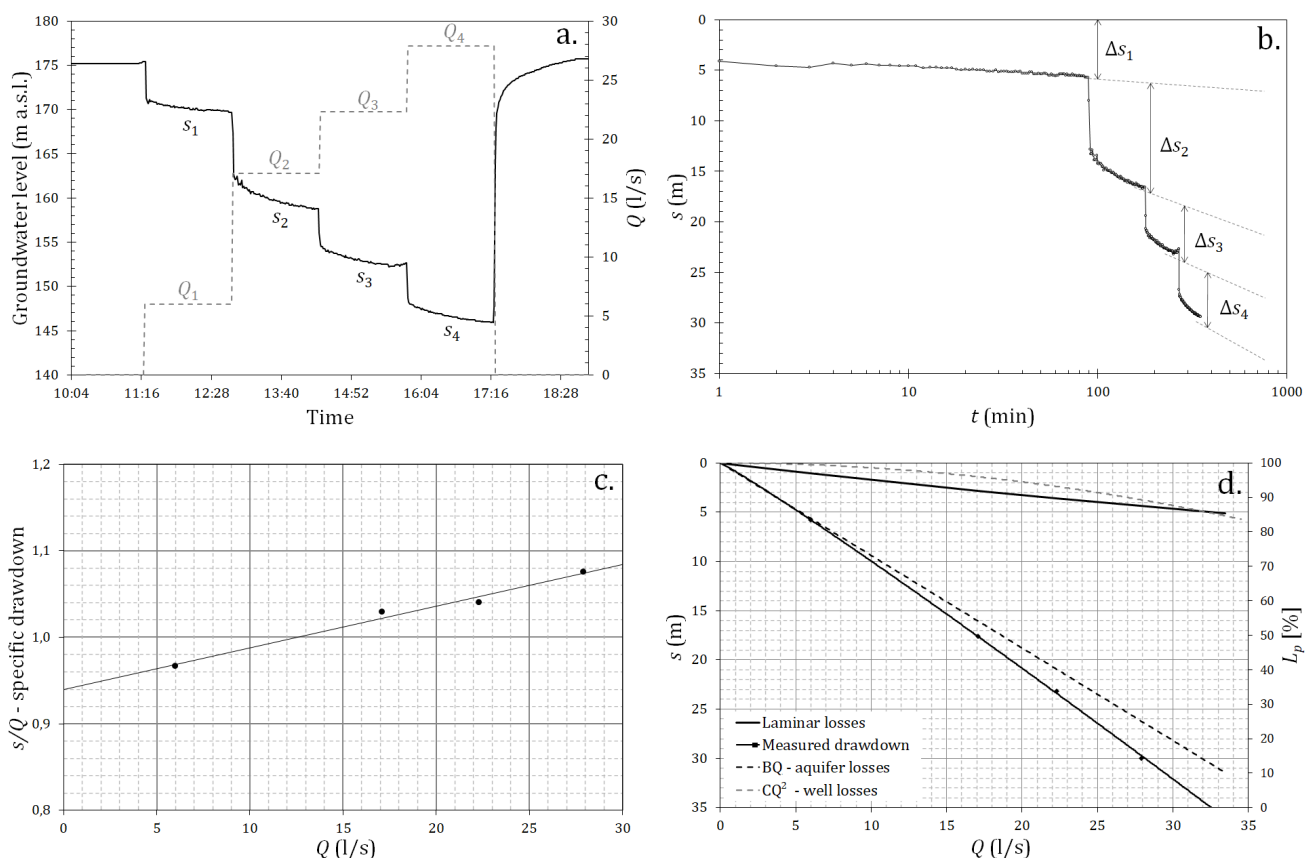 a.
Groundwater level (m a.s.l.)
180
175
170
165
160
155
150
145
140
30
25
20
15
10
5
0
Q (l/s)
Q₁
Q₂
Q₃
Q₄
s₁
s₂
s₃
s₄
10:04 11:16 12:28 13:40 14:52 16:04 17:16 18:28
Time
b.
s (m)
0
5
10
15
20
25
30
35
Δs₁
Δs₂
Δs₃
Δs₄
1 10 100 1000
t (min)
c.
s/Q - specific drawdown
1,2
1,1
1,0
0,9
0,8
0 5 10 15 20 25 30
Q (l/s)
d.
s (m)
0
5
10
15
20
25
30
35
100
90
80
70
60
50
40
30
20
10
0
Lₚ [%]
Laminar losses
Measured drawdown
BQ - aquifer losses
CQ² - well losses
0 5 10 15 20 25 30 35
Q (l/s)